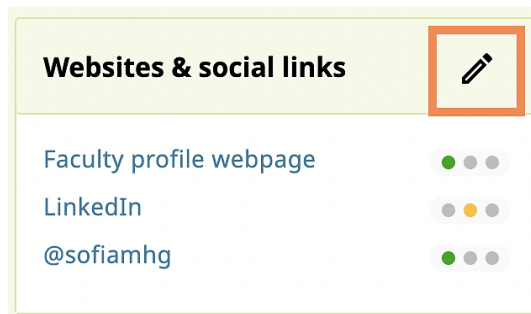 Websites & social links
Faculty profile webpage
LinkedIn
@sofiamhg